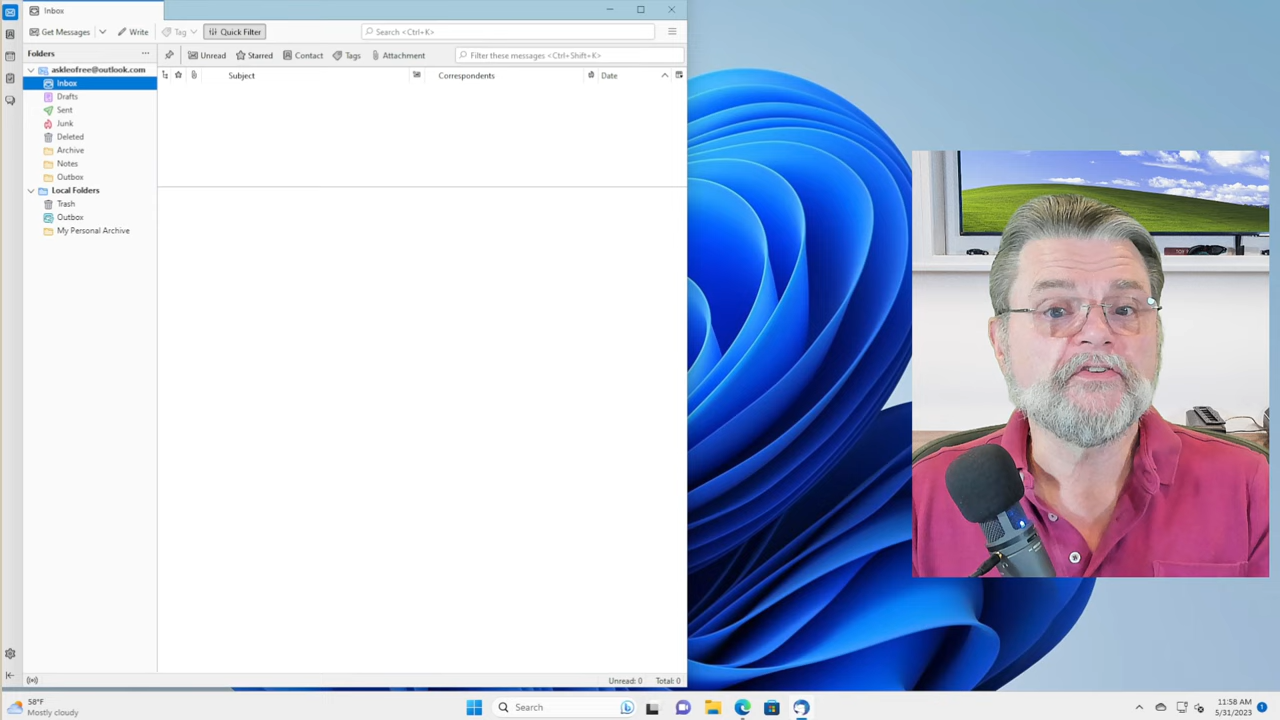 Inbox
Get Messages
Write
Tag
Quick Filter
Search <Ctrl+K>
Folders
Unread
Starred
Contact
Tags
Attachment
Filter these messages <Ctrl+Shift+K>
askleofree@outlook.com
Subject
Correspondents
Date
Inbox
Drafts
Sent
Junk
Deleted
Archive
Notes
Outbox
Local Folders
Trash
Outbox
My Personal Archive
Unread: 0
Total: 0
58°F
Mostly cloudy
Search
11:58 AM
5/31/2023
1